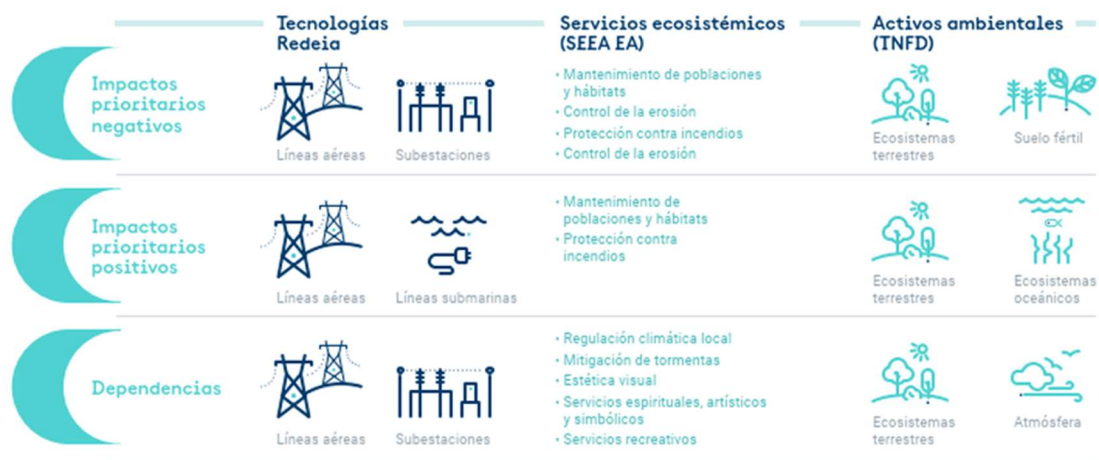 Tecnologías
Redeia
Servicios ecosistémicos
(SEEA EA)
Activos ambientales
(TNFD)
Impactos
prioritarios
negativos
Líneas aéreas
Subestaciones
• Mantenimiento de poblaciones
y hábitats
• Control de la erosión
• Protección contra incendios
• Control de la erosión
Ecosistemas
terrestres
Suelo fértil
Impactos
prioritarios
positivos
Líneas aéreas
Líneas submarinas
• Mantenimiento de
poblaciones y hábitats
• Protección contra
incendios
Ecosistemas
terrestres
Ecosistemas
oceánicos
Dependencias
Líneas aéreas
Subestaciones
• Regulación climática local
• Mitigación de tormentas
• Estética visual
• Servicios espirituales, artísticos
y simbólicos
• Servicios recreativos
Ecosistemas
terrestres
Atmósfera